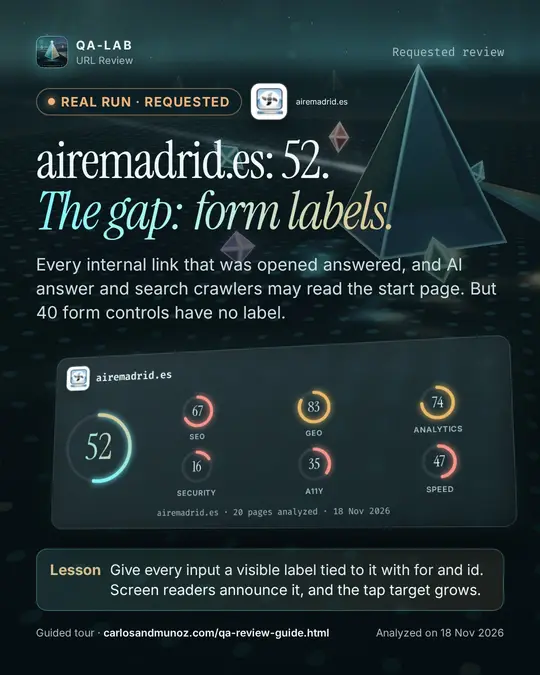 QA-LAB
URL Review
Requested review
REAL RUN · REQUESTED
airemadrid.es
airemadrid.es: 52.
The gap: form labels.
Every internal link that was opened answered, and AI
answer and search crawlers may read the start page. But
40 form controls have no label.
airemadrid.es
52
67
SEO
83
GEO
74
ANALYTICS
16
SECURITY
35
A11Y
47
SPEED
airemadrid.es · 20 pages analyzed · 18 Nov 2026
Lesson Give every input a visible label tied to it with for and id.
Screen readers announce it, and the tap target grows.
Guided tour · carlosandmunoz.com/qa-review-guide.html
Analyzed on 18 Nov 2026